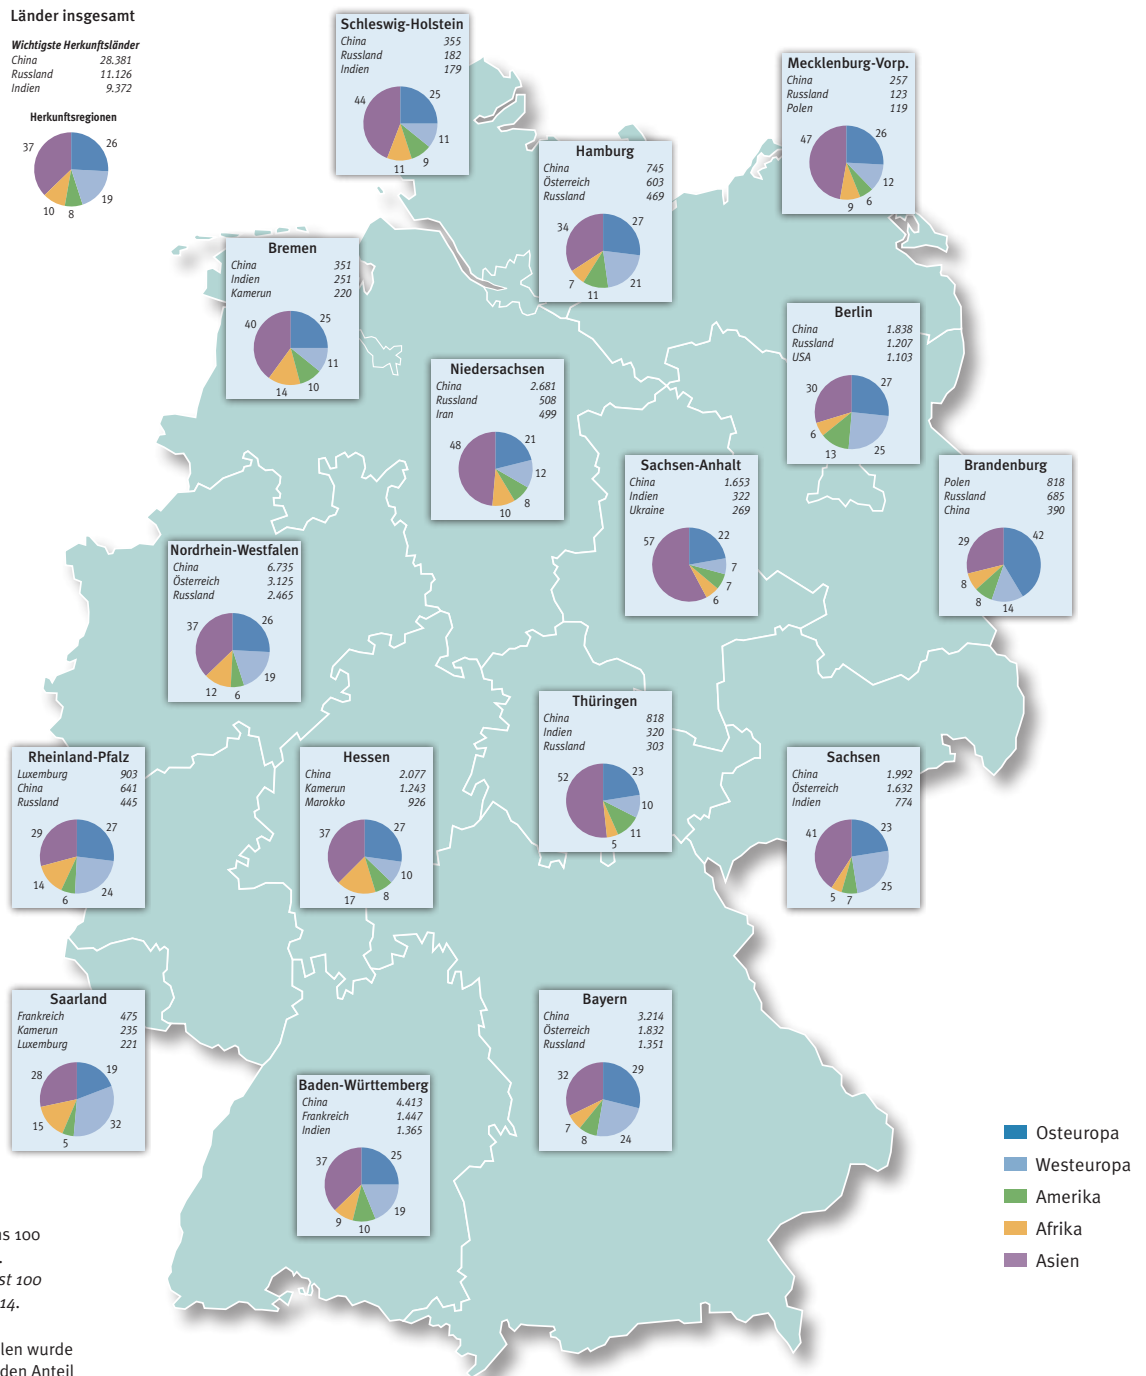 Länder insgesamt
Wichtigste Herkunftsländer
China 28.381
Russland 11.126
Indien 9.372
Herkunftsregionen
37 26
19
10 8
Schleswig-Holstein
China 355
Russland 182
Indien 179
44 25
11
9
11
Mecklenburg-Vorp.
China 257
Russland 123
Polen 119
47 26
12
6
9
Hamburg
China 745
Österreich 603
Russland 469
34 27
7 21
11
Bremen
China 351
Indien 251
Kamerun 220
40 25
11
14 10
Berlin
China 1.838
Russland 1.207
USA 1.103
30 27
6
13 25
Niedersachsen
China 2.681
Russland 508
Iran 499
48 21
12
8
10
Sachsen-Anhalt
China 1.653
Indien 322
Ukraine 269
57 22
7
7
6
Brandenburg
Polen 818
Russland 685
China 390
29 42
8
8 14
Nordrhein-Westfalen
China 6.735
Österreich 3.125
Russland 2.465
37 26
19
12 6
Thüringen
China 818
Indien 320
Russland 303
52 23
10
11
5
Rheinland-Pfalz
Luxemburg 903
China 641
Russland 445
29 27
14 24
6
Hessen
China 2.077
Kamerun 1.243
Marokko 926
37 27
10
17 8
Sachsen
China 1.992
Österreich 1.632
Indien 774
41 23
25
5 7
Saarland
Frankreich 475
Kamerun 235
Luxemburg 221
28 19
15 32
5
Bayern
China 3.214
Österreich 1.832
Russland 1.351
32 29
7 24
8
Baden-Württemberg
China 4.413
Frankreich 1.447
Indien 1.365
37 25
19
9 10
Osteuropa
Westeuropa
Amerika
Afrika
Asien
100
.
100
14.
wurde
den Anteil